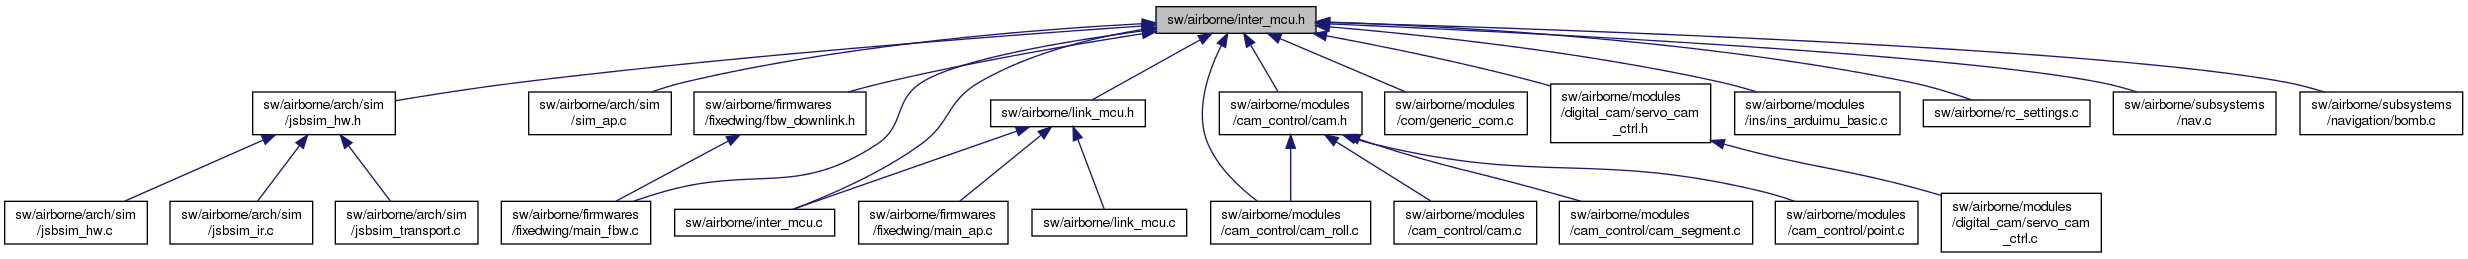 sw/airborne/inter_mcu.h
sw/airborne/arch/sim
/jsbsim_hw.h
sw/airborne/arch/sim
/sim_ap.c
sw/airborne/firmwares
/fixedwing/fbw_downlink.h
sw/airborne/link_mcu.h
sw/airborne/modules
/cam_control/cam.h
sw/airborne/modules
/com/generic_com.c
sw/airborne/modules
/digital_cam/servo_cam
_ctrl.h
sw/airborne/modules
/ins/ins_arduimu_basic.c
sw/airborne/rc_settings.c
sw/airborne/subsystems
/nav.c
sw/airborne/subsystems
/navigation/bomb.c
sw/airborne/arch/sim
/jsbsim_hw.c
sw/airborne/arch/sim
/jsbsim_ir.c
sw/airborne/arch/sim
/jsbsim_transport.c
sw/airborne/firmwares
/fixedwing/main_fbw.c
sw/airborne/inter_mcu.c
sw/airborne/firmwares
/fixedwing/main_ap.c
sw/airborne/link_mcu.c
sw/airborne/modules
/cam_control/cam_roll.c
sw/airborne/modules
/cam_control/cam.c
sw/airborne/modules
/cam_control/cam_segment.c
sw/airborne/modules
/cam_control/point.c
sw/airborne/modules
/digital_cam/servo_cam
_ctrl.c